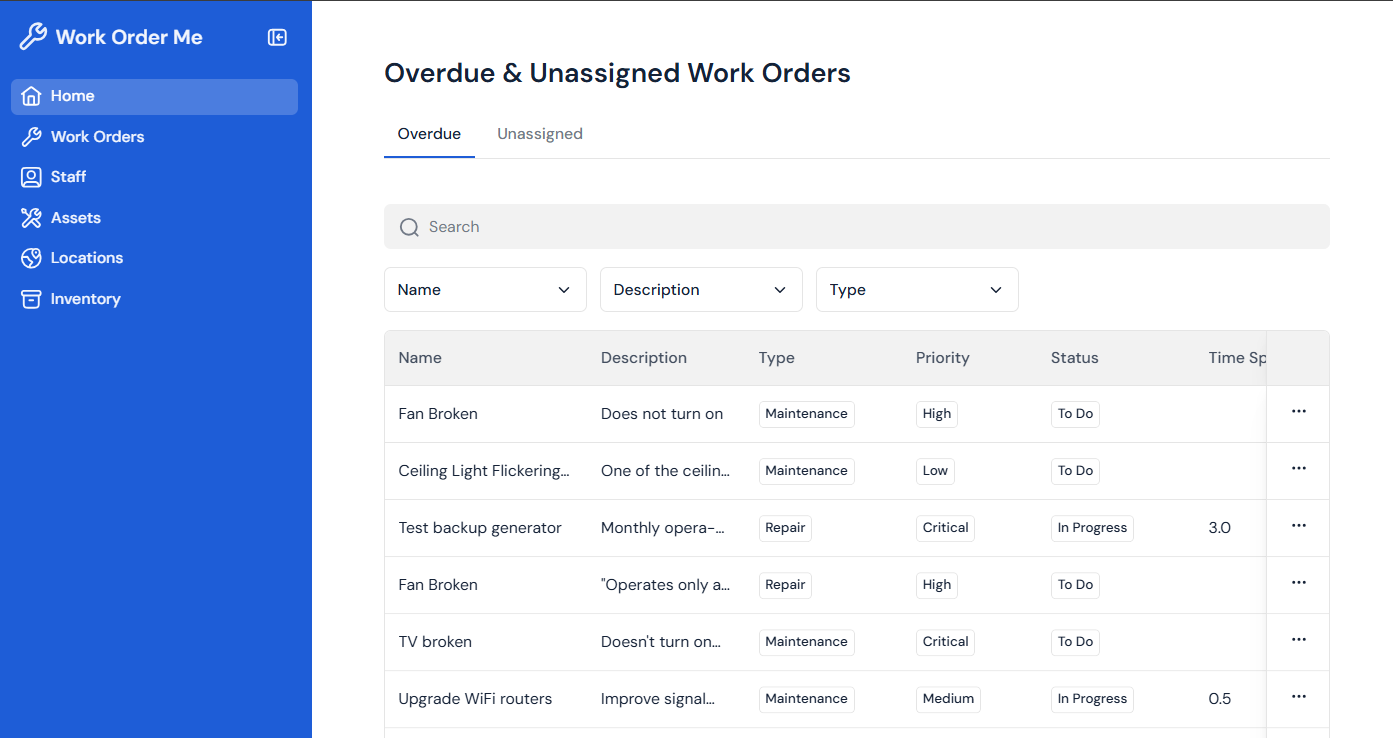 Work Order Me
Home
Work Orders
Staff
Assets
Locations
Inventory
Overdue & Unassigned Work Orders
Overdue Unassigned
Search
Name Description Type
Name Description Type Priority Status Time Sp
Fan Broken Does not turn on Maintenance High To Do
Ceiling Light Flickering... One of the ceilin... Maintenance Low To Do
Test backup generator Monthly opera-... Repair Critical In Progress 3.0
Fan Broken "Operates only a... Repair High To Do
TV broken Doesn't turn on... Maintenance Critical To Do
Upgrade WiFi routers Improve signal... Maintenance Medium In Progress 0.5